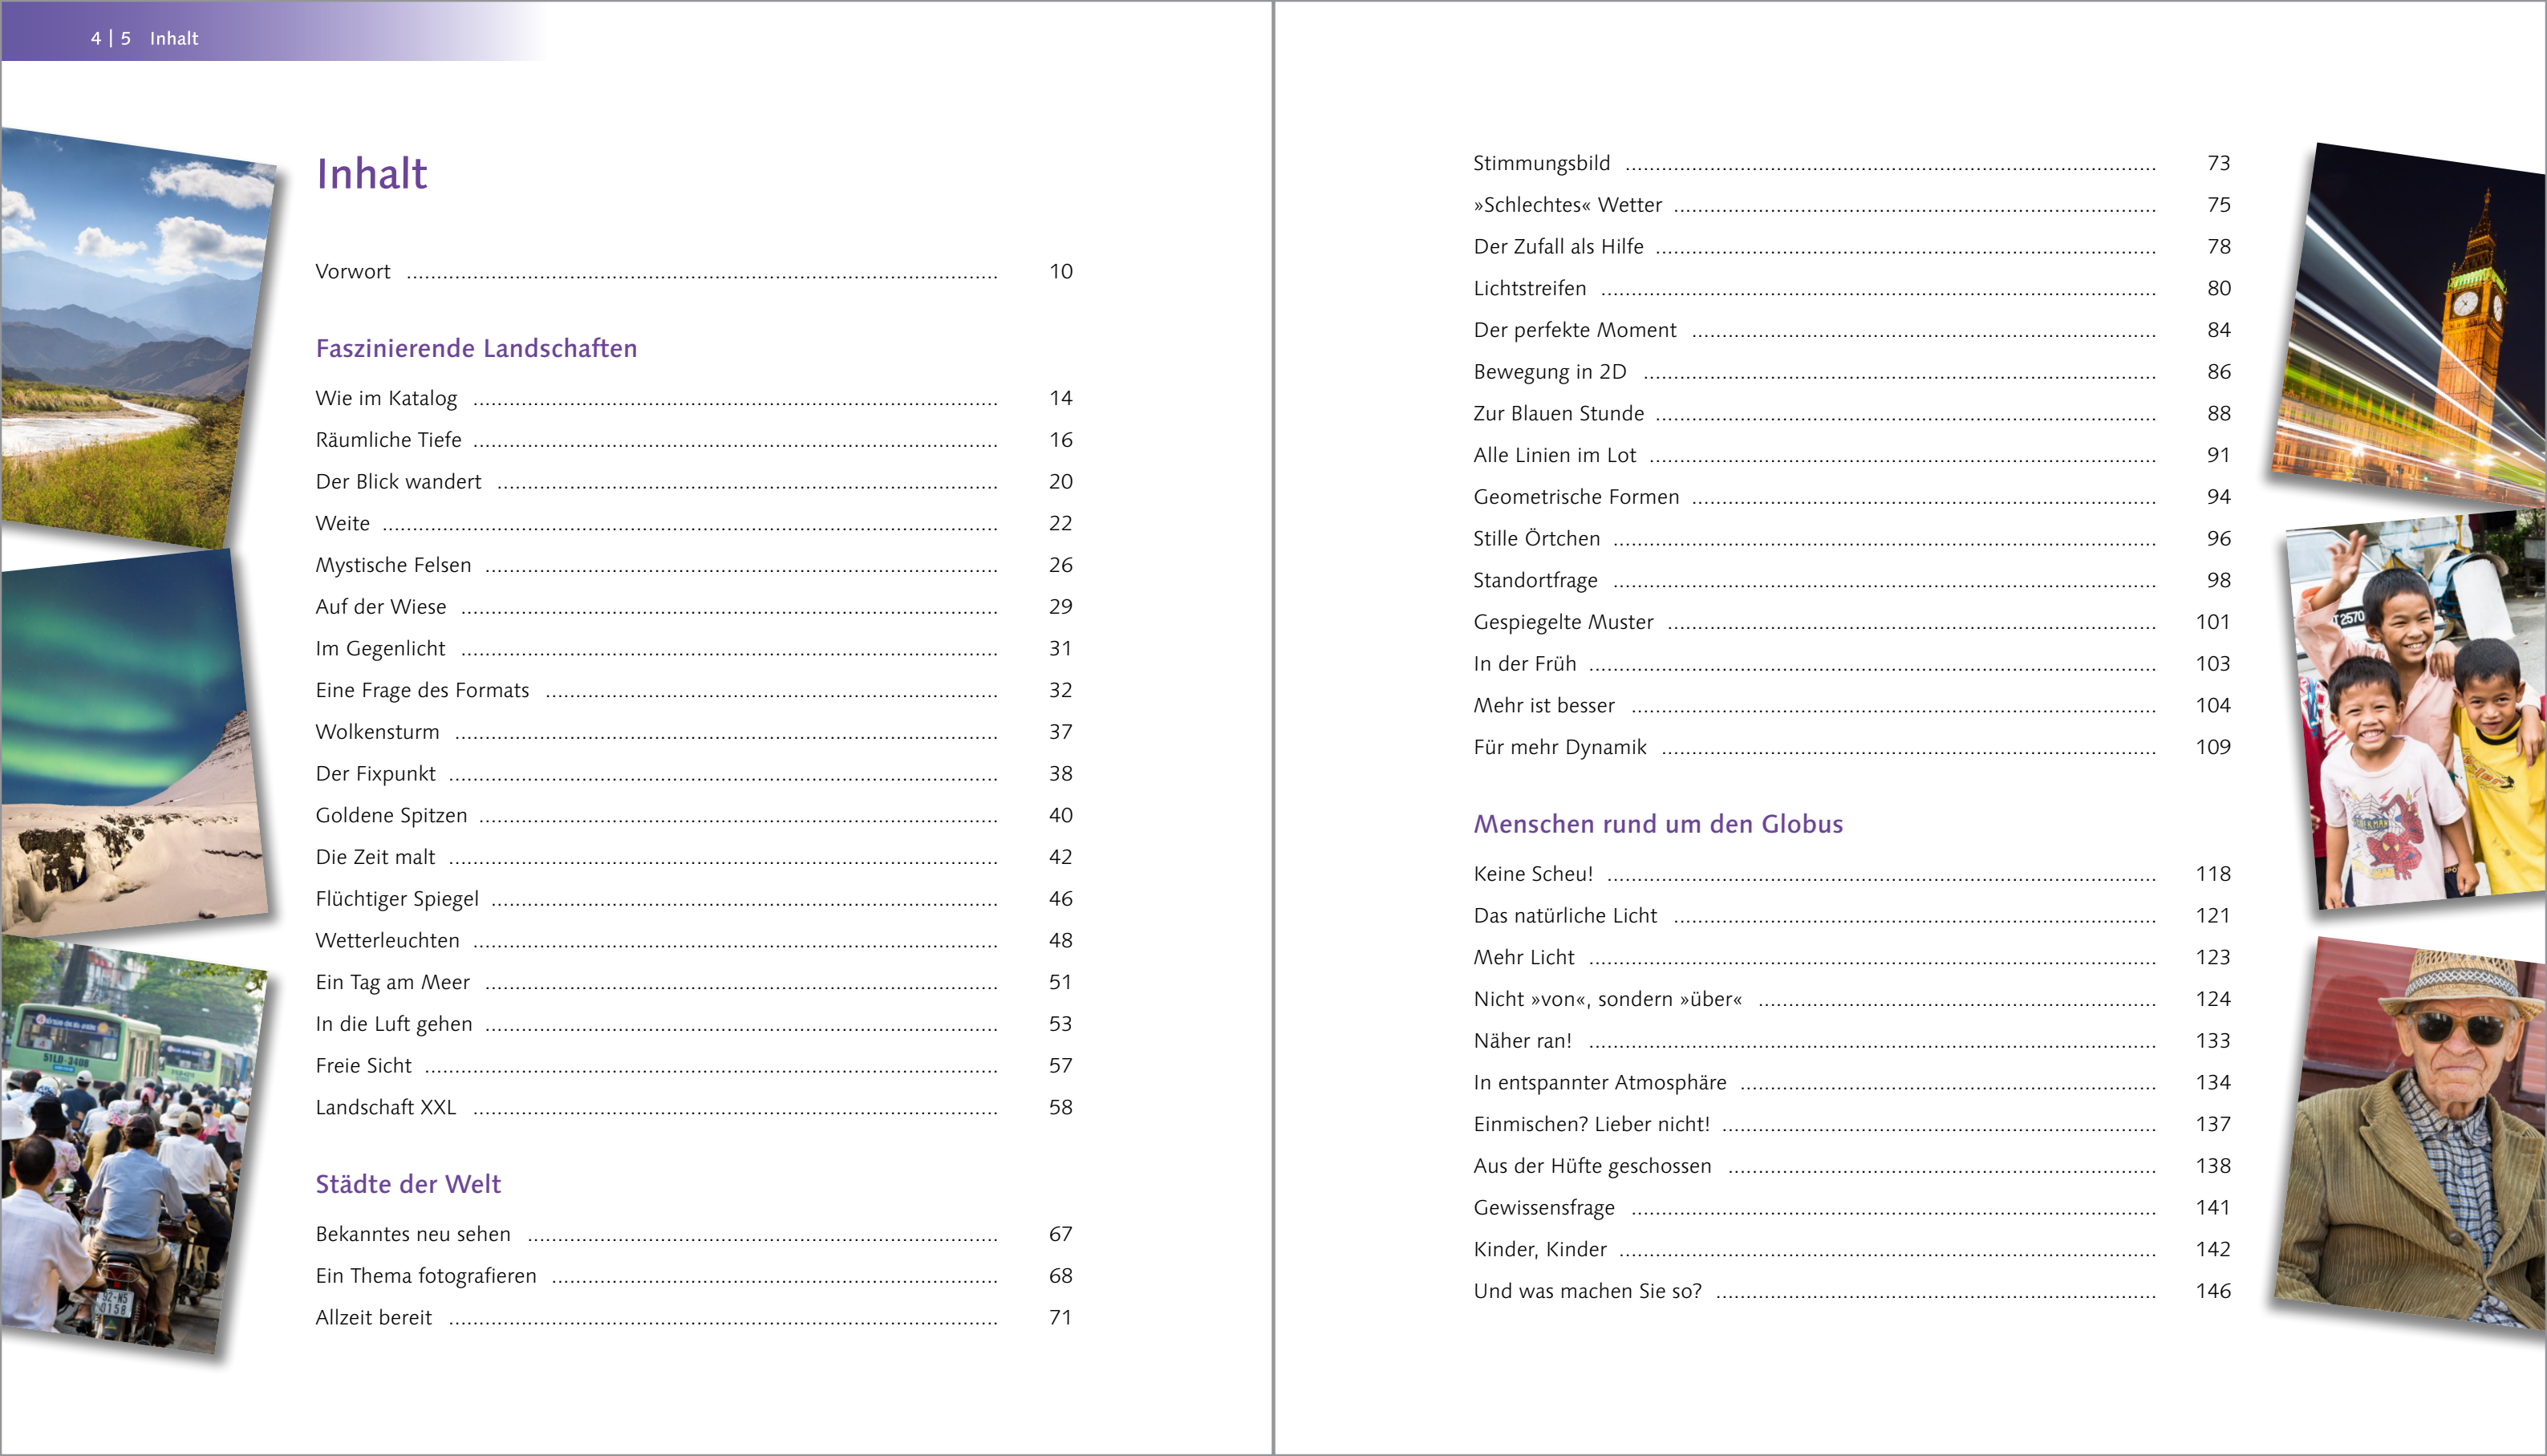 4 | 5 Inhalt
Inhalt
Vorwort 10
Faszinierende Landschaften
Wie im Katalog 14
Räumliche Tiefe 16
Der Blick wandert 20
Weite 22
Mystische Felsen 26
Auf der Wiese 29
Im Gegenlicht 31
Eine Frage des Formats 32
Wolkensturm 37
Der Fixpunkt 38
Goldene Spitzen 40
Die Zeit malt 42
Flüchtiger Spiegel 46
Wetterleuchten 48
Ein Tag am Meer 51
In die Luft gehen 53
Freie Sicht 57
Landschaft XXL 58
Städte der Welt
Bekanntes neu sehen 67
Ein Thema fotografieren 68
Allzeit bereit 71
51LD-3408
92-N5
0158
Stimmungsbild 73
»Schlechtes« Wetter 75
Der Zufall als Hilfe 78
Lichtstreifen 80
Der perfekte Moment 84
Bewegung in 2D 86
Zur Blauen Stunde 88
Alle Linien im Lot 91
Geometrische Formen 94
Stille Örtchen 96
Standortfrage 98
Gespiegelte Muster 101
In der Früh 103
Mehr ist besser 104
Für mehr Dynamik 109
Menschen rund um den Globus
Keine Scheu! 118
Das natürliche Licht 121
Mehr Licht 123
Nicht »von«, sondern »über« 124
Näher ran! 133
In entspannter Atmosphäre 134
Einmischen? Lieber nicht! 137
Aus der Hüfte geschossen 138
Gewissensfrage 141
Kinder, Kinder 142
Und was machen Sie so? 146
2570